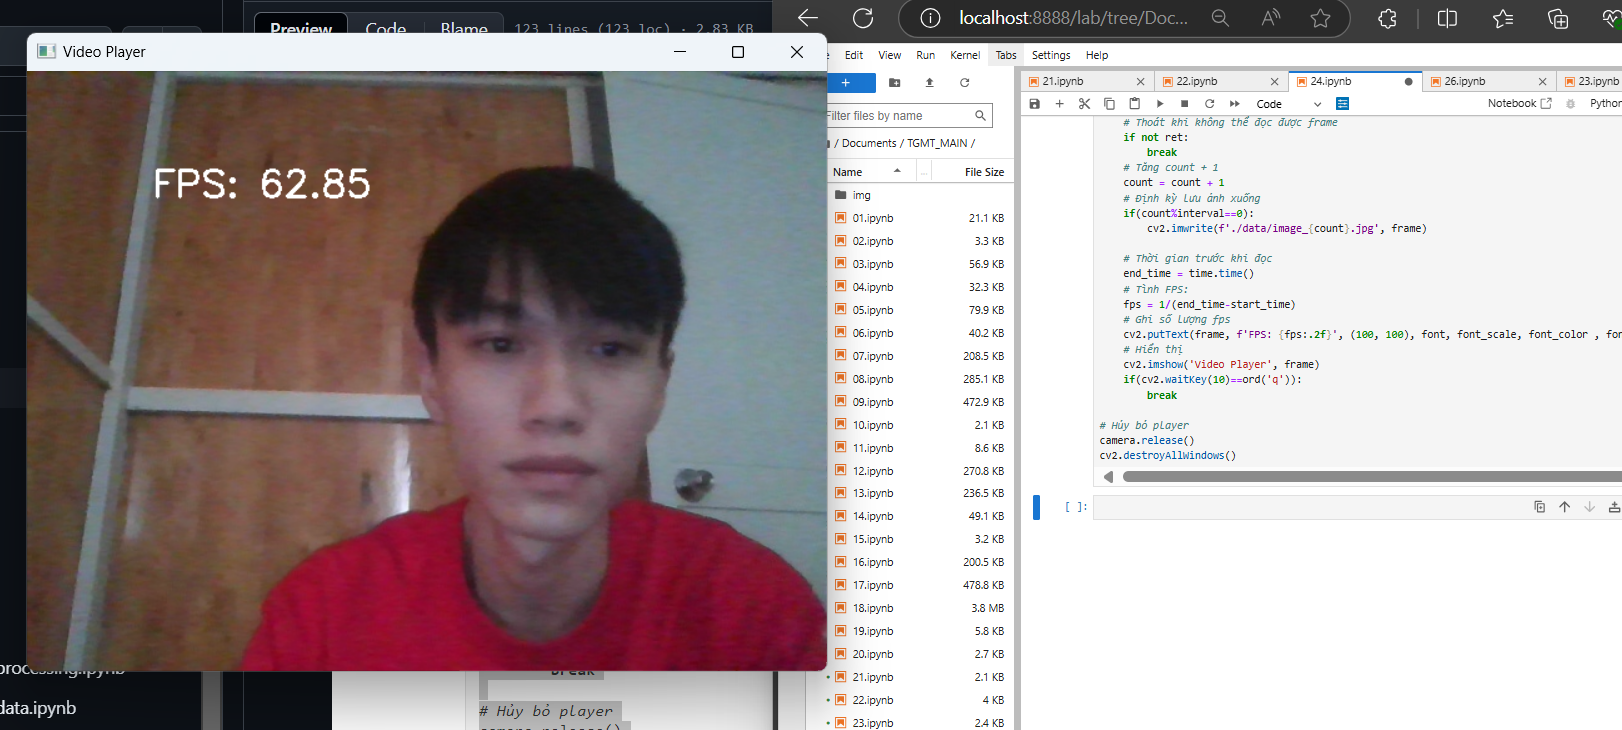 Preview
Code
Blame
123 lines (123 loc) · 2.83 KB
Video Player
FPS: 62.85
processing.ipynb
data.ipynb
break
# Hủy bỏ player
camera.release()
localhost:8888/lab/tree/Doc...
Edit
View
Run
Kernel
Tabs
Settings
Help
Filter files by name
/ Documents / TGMT_MAIN /
Name
File Size
img
01.ipynb 21.1 KB
02.ipynb 3.3 KB
03.ipynb 56.9 KB
04.ipynb 32.3 KB
05.ipynb 79.9 KB
06.ipynb 40.2 KB
07.ipynb 208.5 KB
08.ipynb 285.1 KB
09.ipynb 472.9 KB
10.ipynb 2.1 KB
11.ipynb 8.6 KB
12.ipynb 270.8 KB
13.ipynb 236.5 KB
14.ipynb 49.1 KB
15.ipynb 3.2 KB
16.ipynb 200.5 KB
17.ipynb 478.8 KB
18.ipynb 3.8 MB
19.ipynb 5.8 KB
20.ipynb 2.7 KB
21.ipynb 2.1 KB
22.ipynb 4 KB
23.ipynb 2.4 KB
21.ipynb
22.ipynb
24.ipynb
26.ipynb
23.ipynb
Code
Notebook
Python
# Thoát khi không thể đọc được frame
if not ret:
break
# Tăng count + 1
count = count + 1
# Định kỳ lưu ảnh xuống
if(count%interval==0):
cv2.imwrite(f'./data/image_{count}.jpg', frame)
# Thời gian trước khi đọc
end_time = time.time()
# Tình FPS:
fps = 1/(end_time-start_time)
# Ghi số lượng fps
cv2.putText(frame, f'FPS: {fps:.2f}', (100, 100), font, font_scale, font_color , fon
# Hiển thị
cv2.imshow('Video Player', frame)
if(cv2.waitKey(10)==ord('q')):
break
# Hủy bỏ player
camera.release()
cv2.destroyAllWindows()
[ ]: